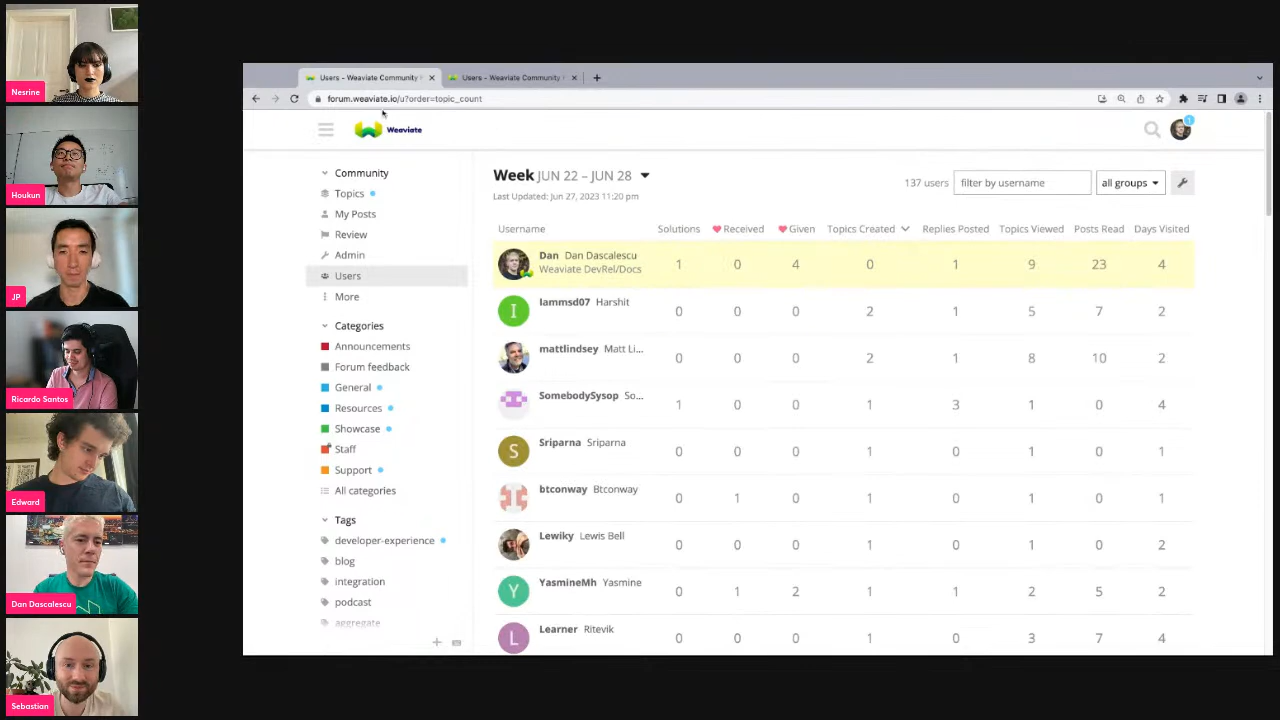 Nesrine
Houkun
JP
Ricardo Santos
Edward
Dan Dascalescu
Sebastian
Users - Weaviate Community
Users - Weaviate Community
forum.weaviate.io/u?order=topic_count
Weaviate
1
Community
Topics
My Posts
Review
Admin
Users
More
Categories
Announcements
Forum feedback
General
Resources
Showcase
Staff
Support
All categories
Tags
developer-experience
blog
integration
podcast
aggregate
Week JUN 22 – JUN 28
Last Updated: Jun 27, 2023 11:20 pm
137 users filter by username all groups
Username Solutions Received Given Topics Created Replies Posted Topics Viewed Posts Read Days Visited
Dan Dan Dascalescu
Weaviate DevRel/Docs
1 0 4 0 1 9 23 4
I
Iammsd07 Harshit
0 0 0 2 1 5 7 2
mattlindsey Matt Li...
0 0 0 2 1 8 10 2
SomebodySysop So...
1 0 0 1 3 1 0 4
S
Sriparna Sriparna
0 0 0 1 0 1 0 1
btconway Btconway
0 1 0 1 0 1 0 1
Lewiky Lewis Bell
0 0 0 1 0 1 0 2
Y
YasmineMh Yasmine
0 1 2 1 1 2 5 2
L
Learner Ritevik
0 0 0 1 0 3 7 4